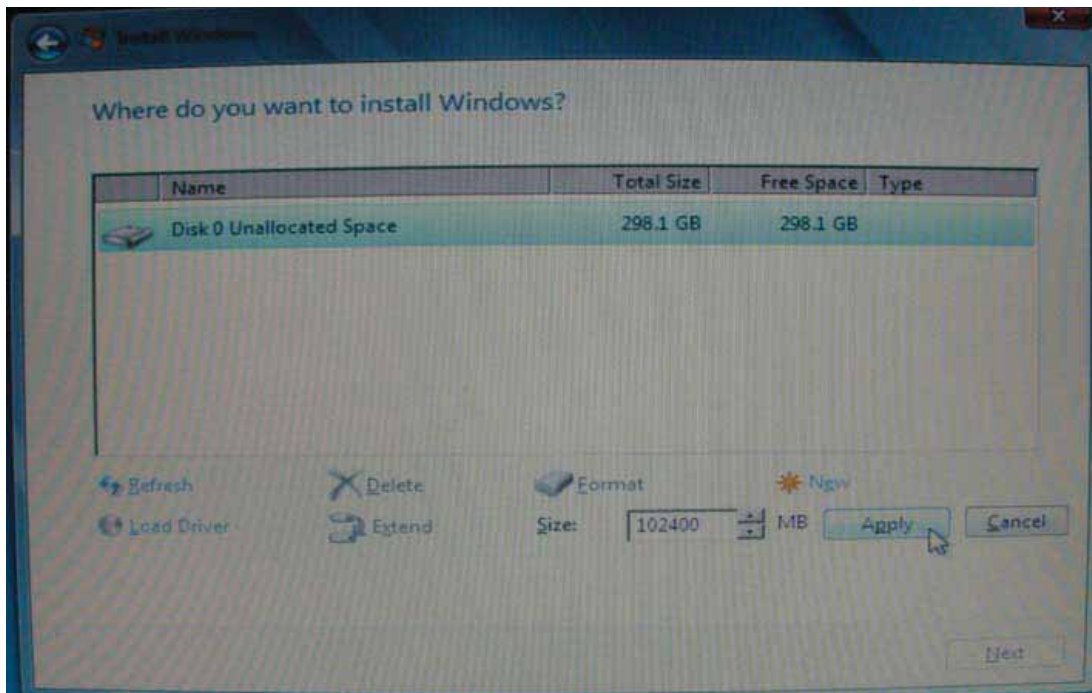 Install Windows
Where do you want to install Windows?
Name Total Size Free Space Type
Disk 0 Unallocated Space 298.1 GB 298.1 GB
Refresh Delete Format New
Load Driver Extend Size: 102400 MB Apply Cancel
Next